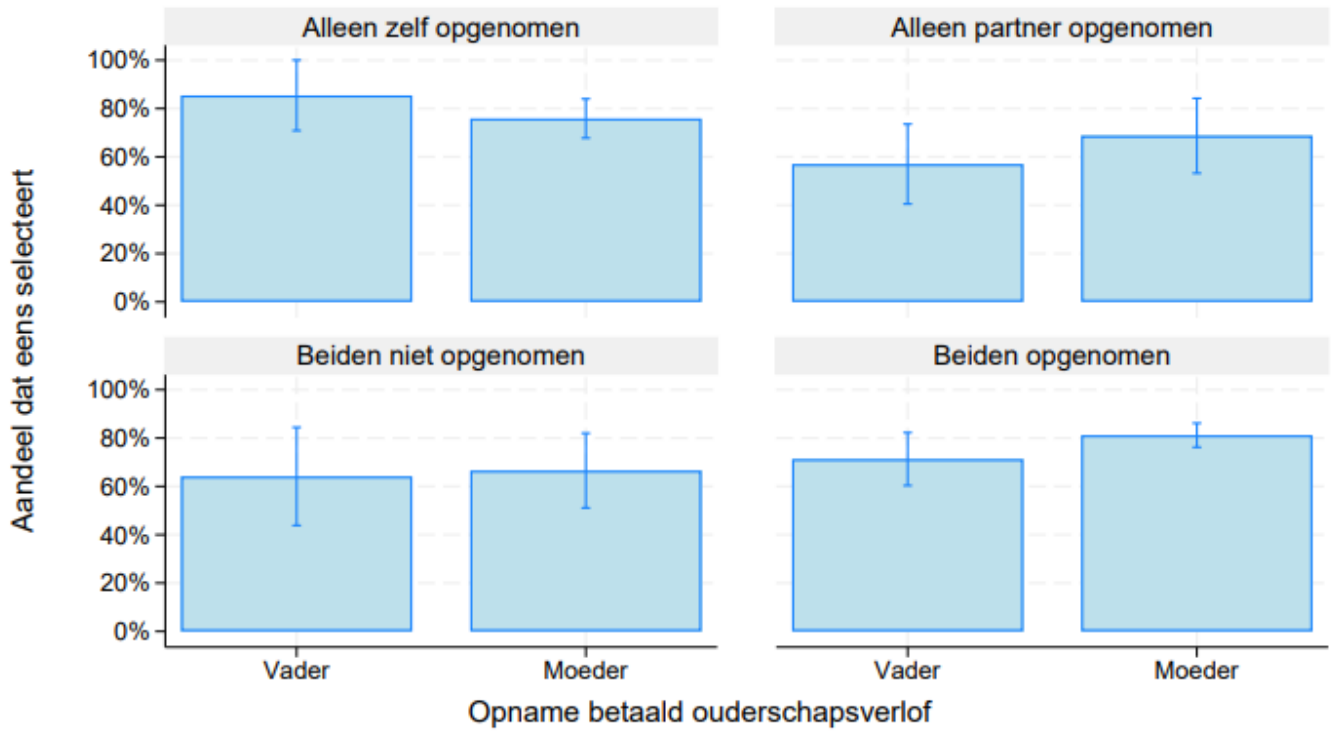 Alleen zelf opgenomen
Alleen partner opgenomen
100%
80%
60%
40%
20%
0%
Aandeel dat eens selecteert
Beiden niet opgenomen
Beiden opgenomen
100%
80%
60%
40%
20%
0%
Vader
Moeder
Vader
Moeder
Opname betaald ouderschapsverlof